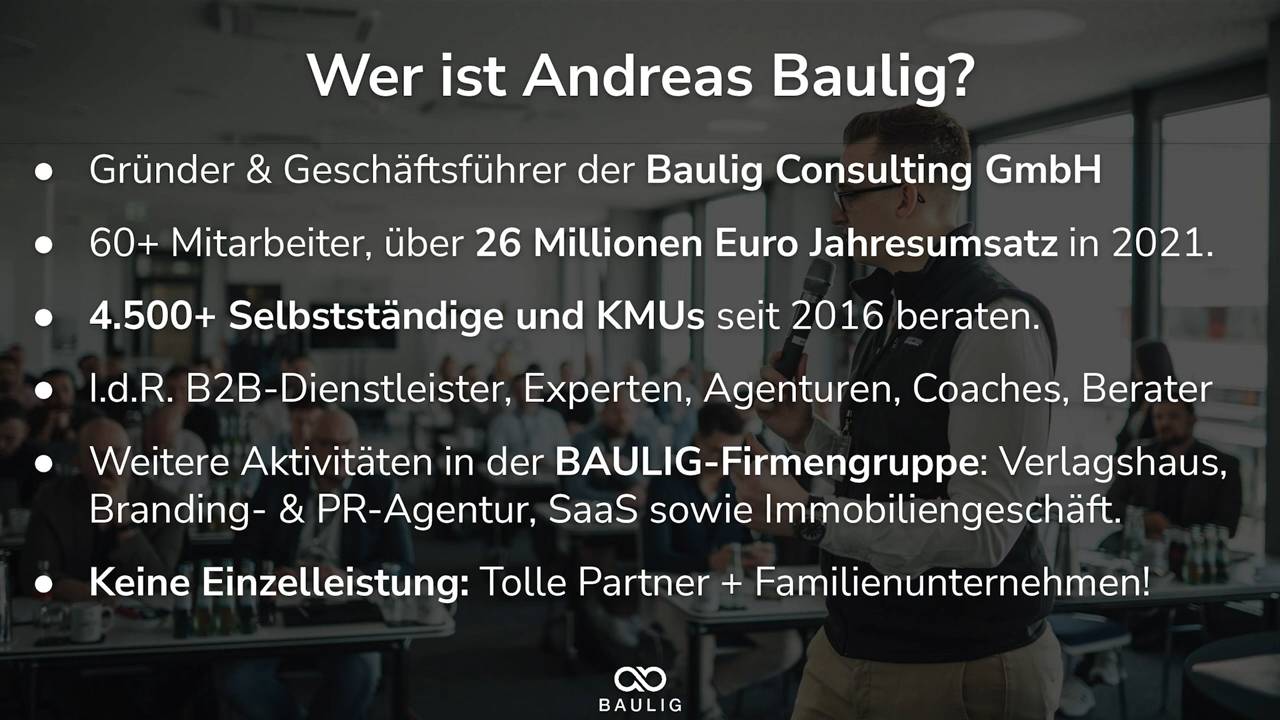 Wer ist Andreas Baulig?
● Gründer & Geschäftsführer der Baulig Consulting GmbH
● 60+ Mitarbeiter, über 26 Millionen Euro Jahresumsatz in 2021.
● 4.500+ Selbstständige und KMUs seit 2016 beraten.
● I.d.R. B2B-Dienstleister, Experten, Agenturen, Coaches, Berater
● Weitere Aktivitäten in der BAULIG-Firmengruppe: Verlagshaus,
Branding- & PR-Agentur, SaaS sowie Immobiliengeschäft.
● Keine Einzelleistung: Tolle Partner + Familienunternehmen!
BAULIG